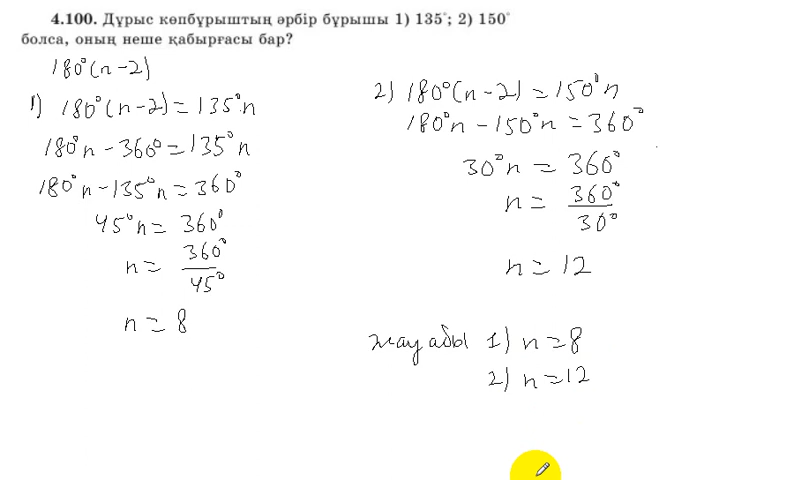 4.100. Дұрыс көпбұрыштың әрбір бұрышы 1) 135°; 2) 150°
болса, оның неше қабырғасы бар?
180°(n-2)
1) 180°(n-2)=135°n
180°n-360°=135°n
180°n-135°n=360°
45°n=360°
n=360°/45°
n=8
2) 180°(n-2)=150°n
180°n-150°n=360°
30°n=360°
n=360°/30°
n=12
жауабы 1) n=8
2) n=12